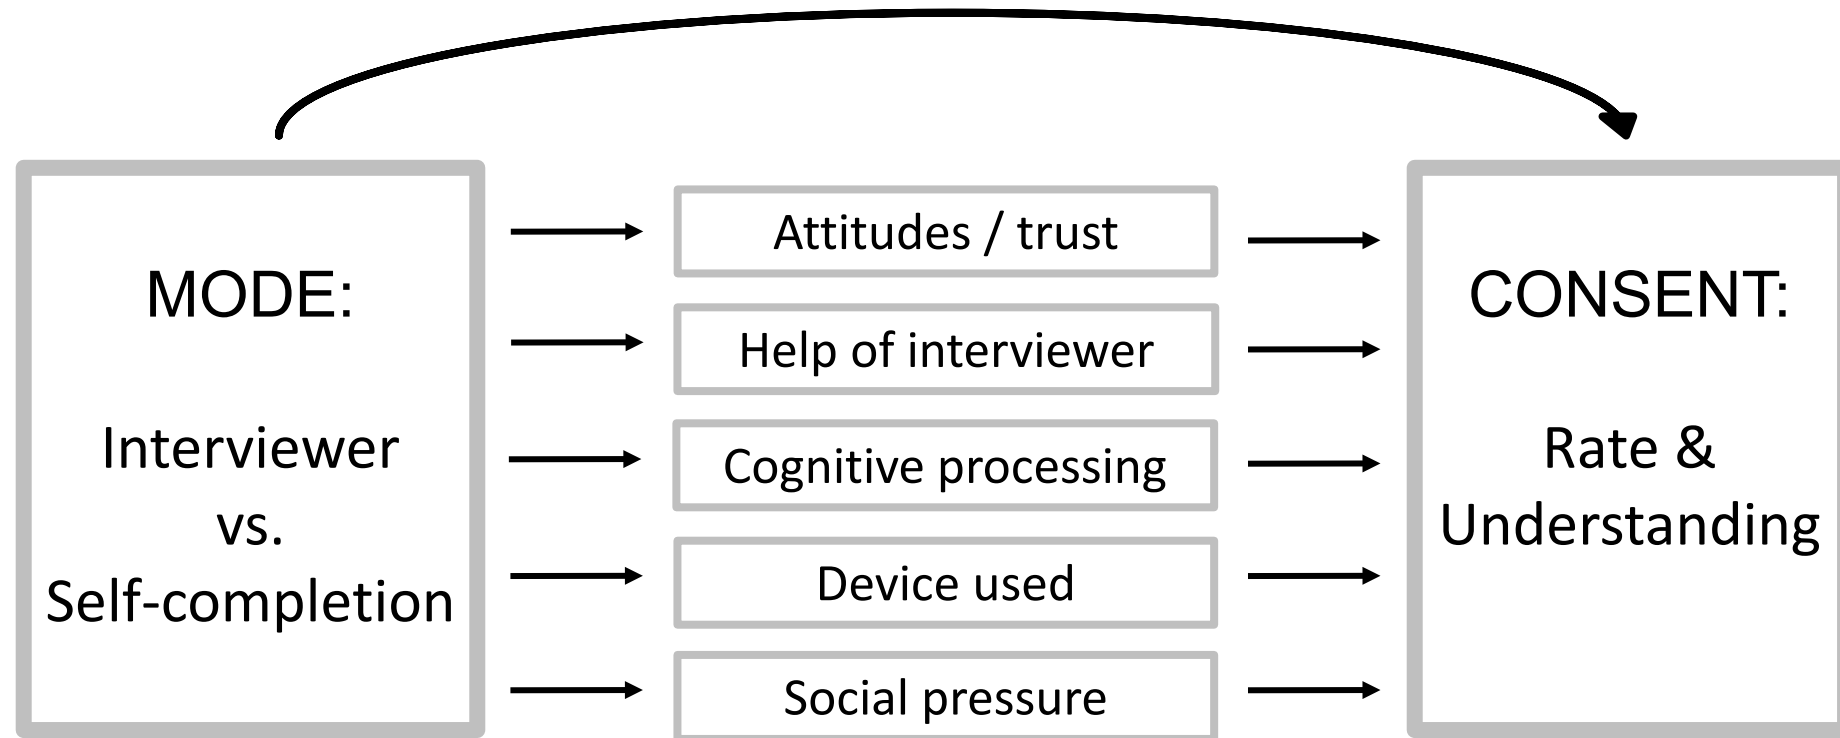 MODE:
Interviewer
vs.
Self-completion
Attitudes / trust
Help of interviewer
Cognitive processing
Device used
Social pressure
CONSENT:
Rate &
Understanding